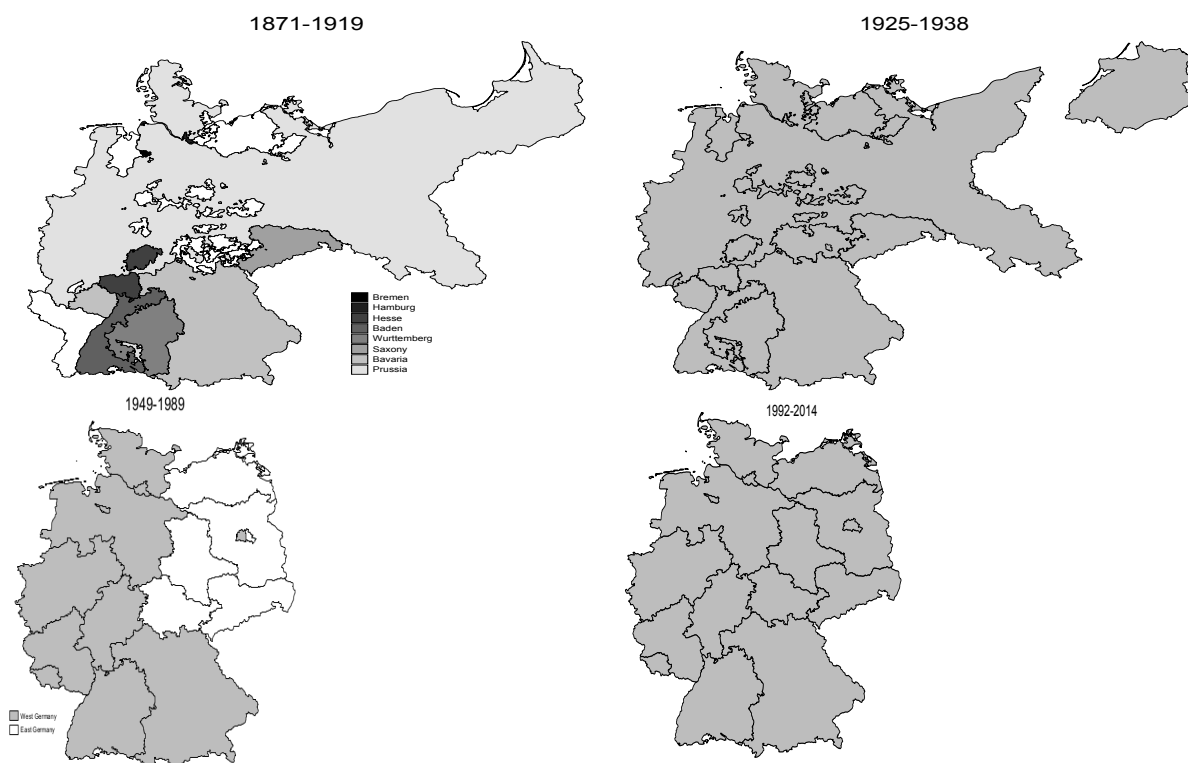 1871-1919
1925-1938
Bremen
Hamburg
Hesse
Baden
Wurttemberg
Saxony
Bavaria
Prussia
1949-1989
1992-2014
West Germany
East Germany